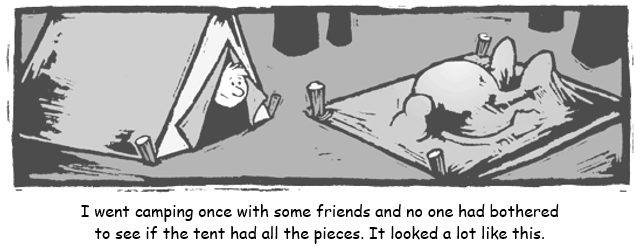 I went camping once with some friends and no one had bothered
to see if the tent had all the pieces. It looked a lot like this.